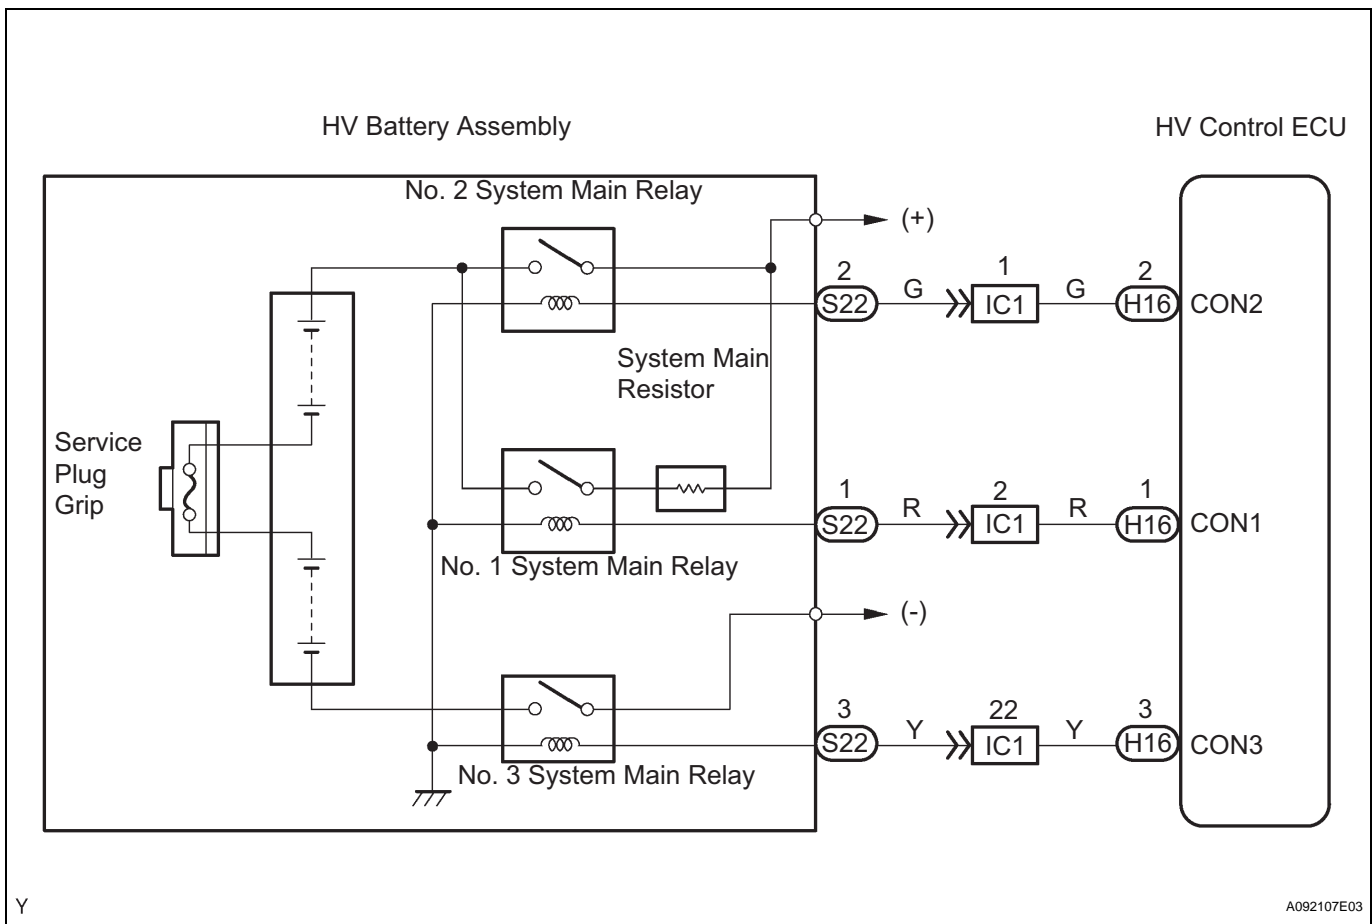 HV Battery Assembly
HV Control ECU
No. 2 System Main Relay
(+)
2
S22
G
1
IC1
G
2
H16
CON2
System Main
Resistor
Service
Plug
Grip
1
S22
R
2
IC1
R
1
H16
CON1
No. 1 System Main Relay
(-)
3
S22
Y
22
IC1
Y
3
H16
CON3
No. 3 System Main Relay
Y
A092107E03